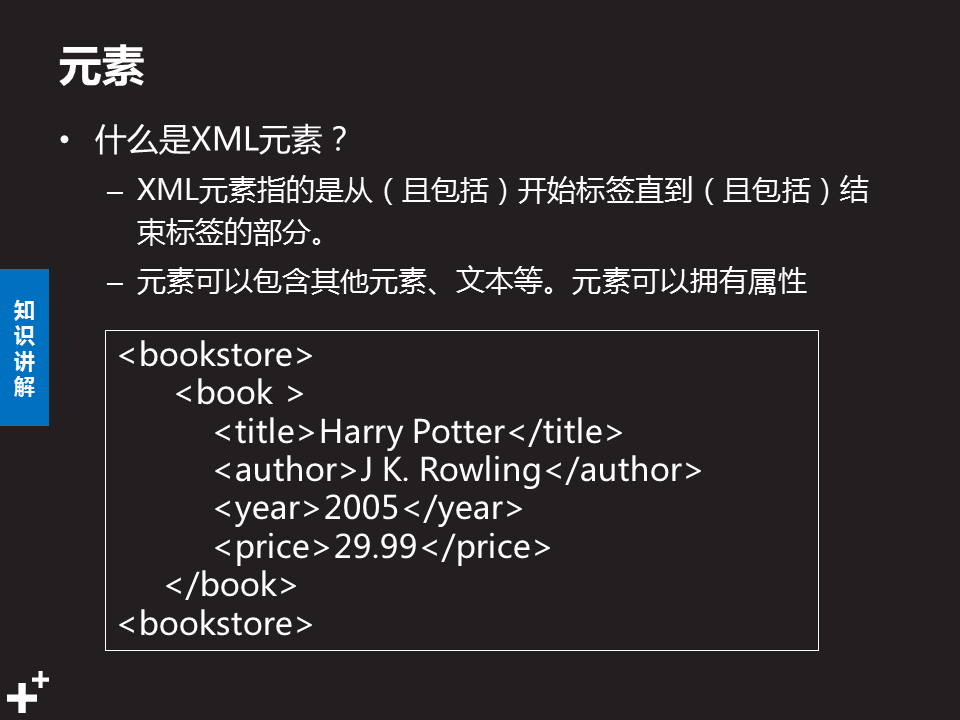 元素
• 什么是XML元素？
– XML元素指的是从（且包括）开始标签直到（且包括）结
束标签的部分。
– 元素可以包含其他元素、文本等。元素可以拥有属性
知
识
讲
解
<bookstore>
<book >
<title>Harry Potter</title>
<author>J K. Rowling</author>
<year>2005</year>
<price>29.99</price>
</book>
<bookstore>